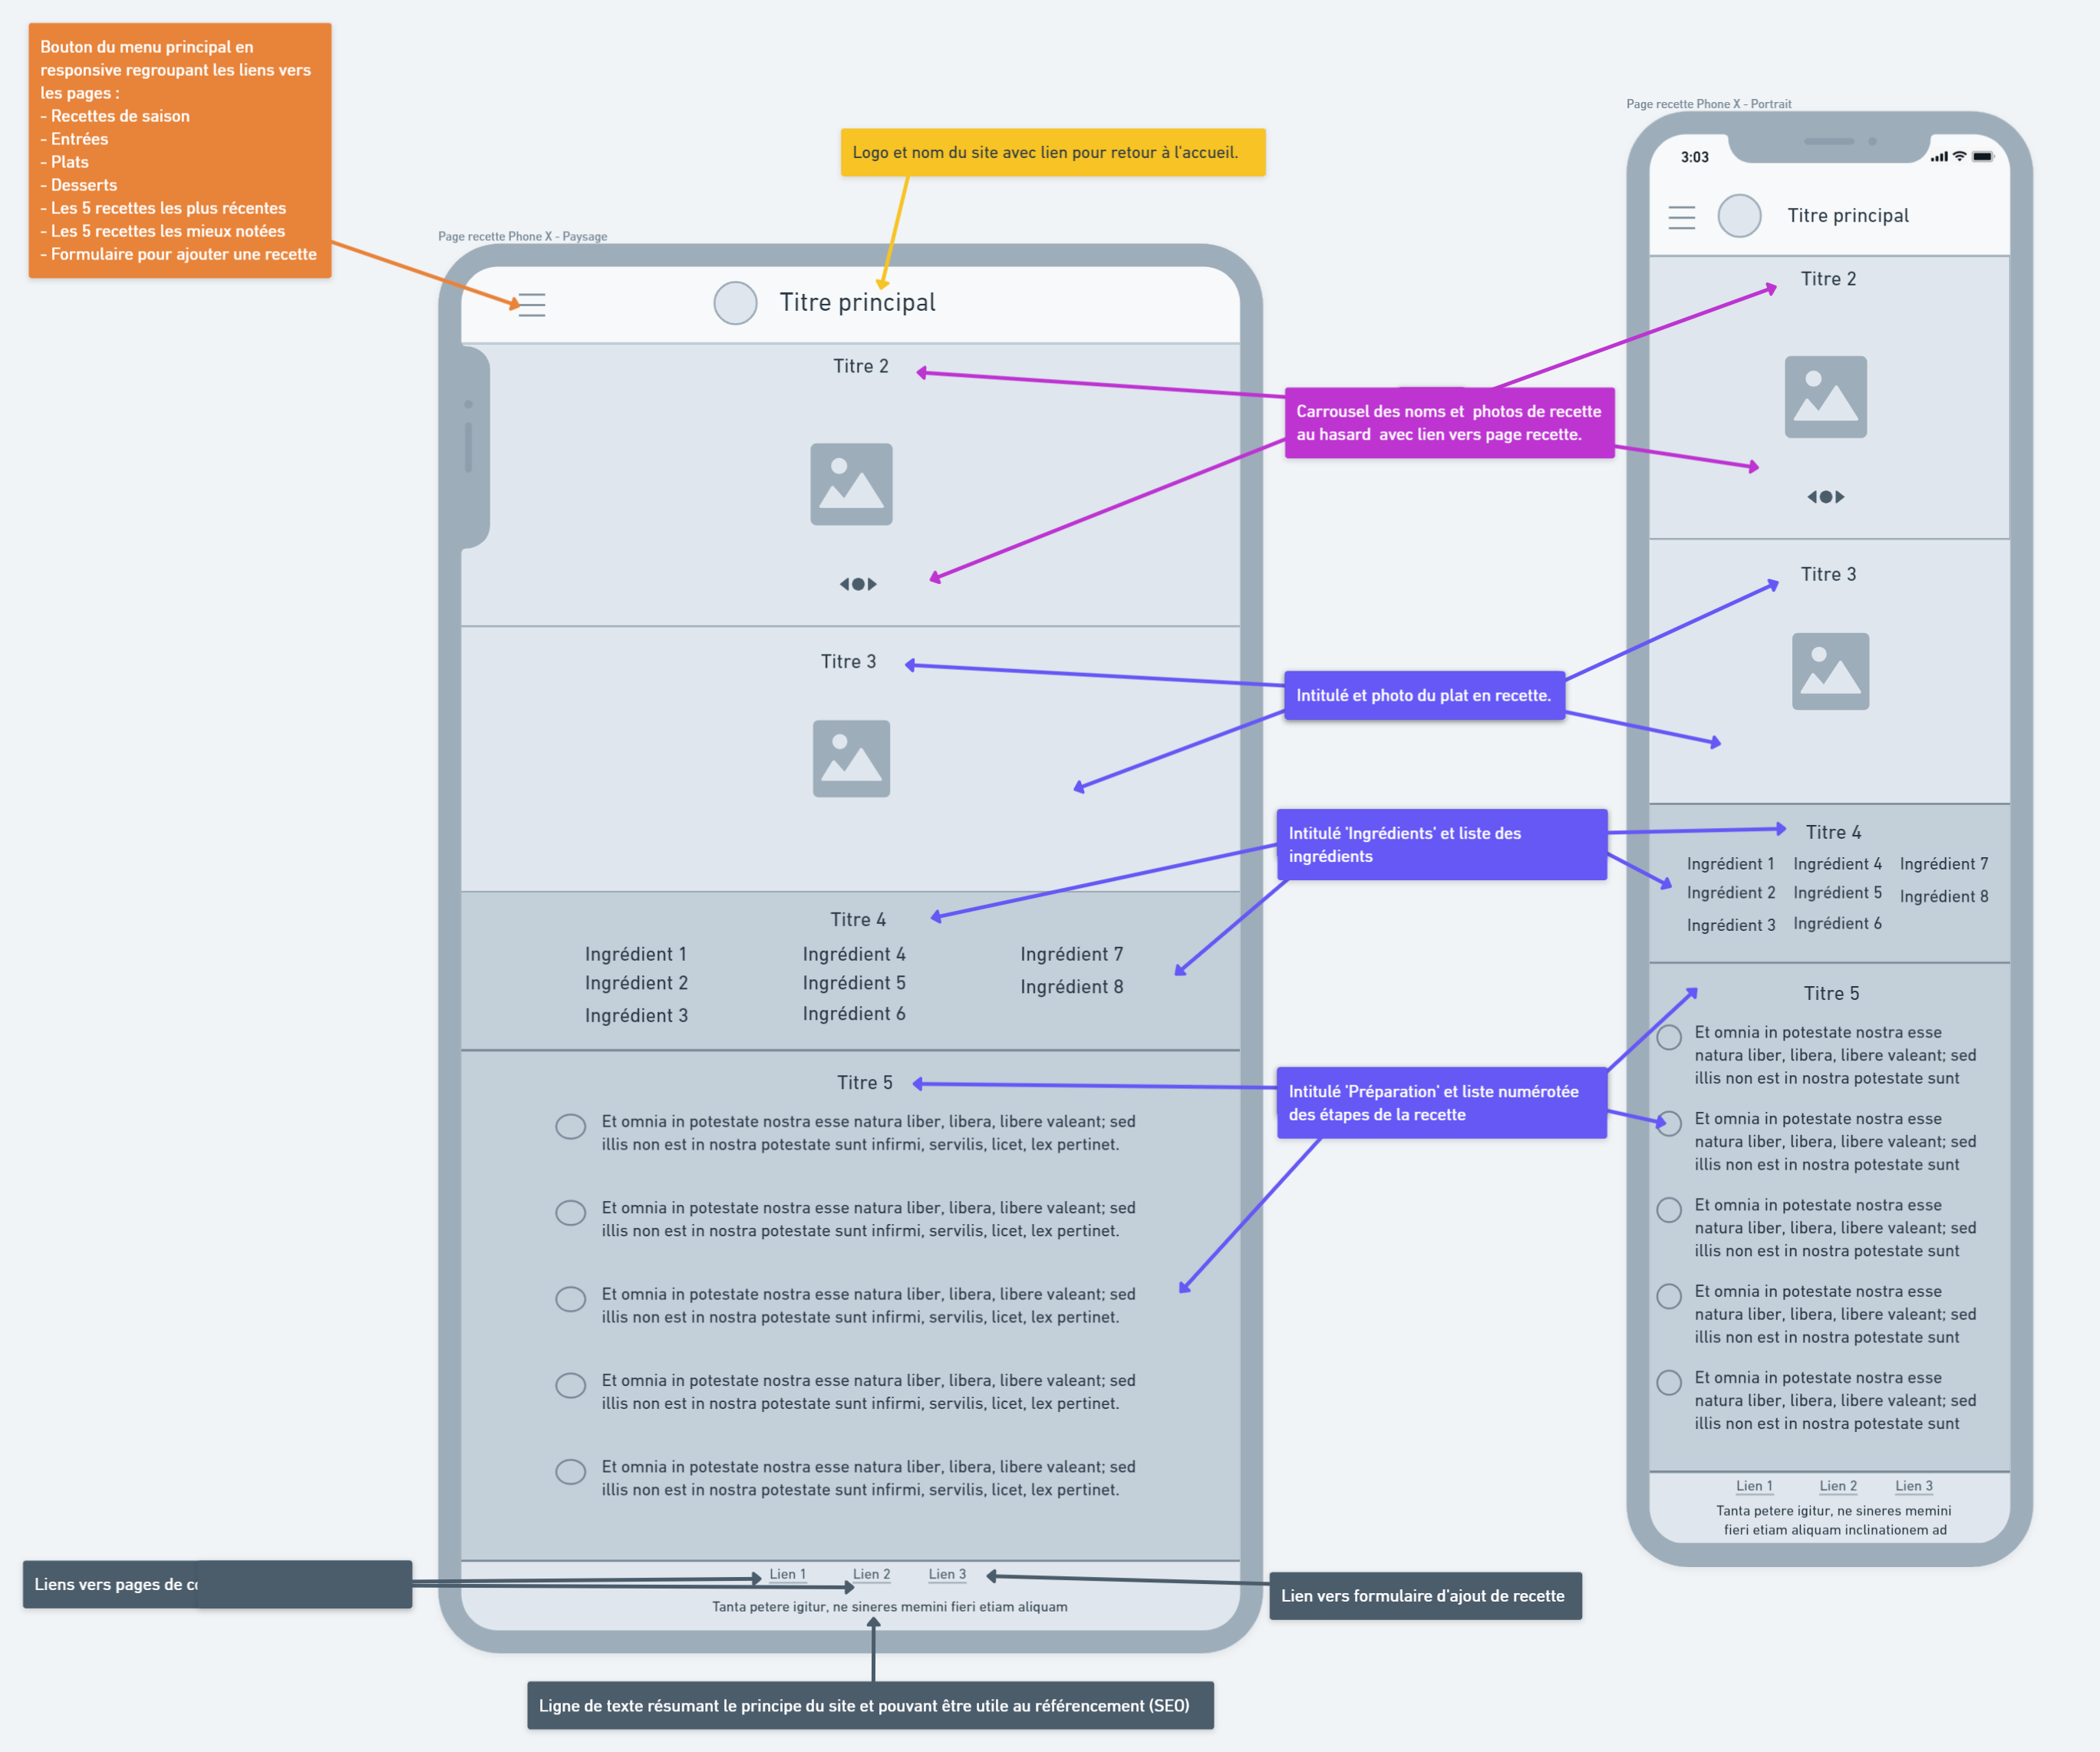 Bouton du menu principal en
responsive regroupant les liens vers
les pages :
- Recettes de saison
- Entrées
- Plats
- Desserts
- Les 5 recettes les plus récentes
- Les 5 recettes les mieux notées
- Formulaire pour ajouter une recette
Logo et nom du site avec lien pour retour à l'accueil.
Page recette Phone X - Paysage
Titre principal
Titre 2
Titre 3
Titre 4
Ingrédient 1 Ingrédient 4 Ingrédient 7
Ingrédient 2 Ingrédient 5 Ingrédient 8
Ingrédient 3 Ingrédient 6
Titre 5
Et omnia in potestate nostra esse natura liber, libera, libere valeant; sed
illis non est in nostra potestate sunt infirmi, servilis, licet, lex pertinet.
Et omnia in potestate nostra esse natura liber, libera, libere valeant; sed
illis non est in nostra potestate sunt infirmi, servilis, licet, lex pertinet.
Et omnia in potestate nostra esse natura liber, libera, libere valeant; sed
illis non est in nostra potestate sunt infirmi, servilis, licet, lex pertinet.
Et omnia in potestate nostra esse natura liber, libera, libere valeant; sed
illis non est in nostra potestate sunt infirmi, servilis, licet, lex pertinet.
Et omnia in potestate nostra esse natura liber, libera, libere valeant; sed
illis non est in nostra potestate sunt infirmi, servilis, licet, lex pertinet.
Lien 1 Lien 2 Lien 3
Tanta petere igitur, ne sineres memini fieri etiam aliquam
Liens vers pages de
Ligne de texte résumant le principe du site et pouvant être utile au référencement (SEO)
Carrousel des noms et photos de recette
au hasard avec lien vers page recette.
Intitulé et photo du plat en recette.
Intitulé 'Ingrédients' et liste des
ingrédients
Intitulé 'Préparation' et liste numérotée
des étapes de la recette
Lien vers formulaire d'ajout de recette
Page recette Phone X - Portrait
3:03
Titre principal
Titre 2
Titre 3
Titre 4
Ingrédient 1 Ingrédient 4 Ingrédient 7
Ingrédient 2 Ingrédient 5 Ingrédient 8
Ingrédient 3 Ingrédient 6
Titre 5
Et omnia in potestate nostra esse
natura liber, libera, libere valeant; sed
illis non est in nostra potestate sunt
Et omnia in potestate nostra esse
natura liber, libera, libere valeant; sed
illis non est in nostra potestate sunt
Et omnia in potestate nostra esse
natura liber, libera, libere valeant; sed
illis non est in nostra potestate sunt
Et omnia in potestate nostra esse
natura liber, libera, libere valeant; sed
illis non est in nostra potestate sunt
Et omnia in potestate nostra esse
natura liber, libera, libere valeant; sed
illis non est in nostra potestate sunt
Lien 1 Lien 2 Lien 3
Tanta petere igitur, ne sineres memini
fieri etiam aliquam inclinationem ad